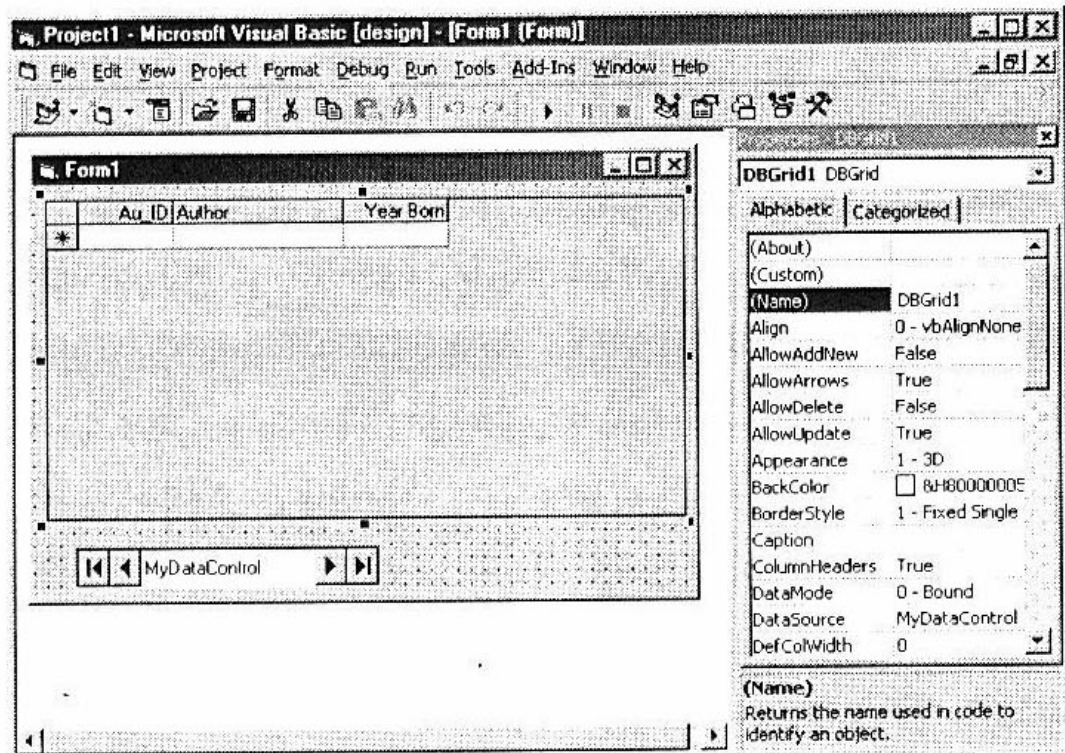 Project1 - Microsoft Visual Basic [design] - [Form1 (Form)]
File Edit View Project Format Debug Run Tools Add-Ins Window Help
Form1
Au_ID Author Year Born
MyDataControl
DBGrid1 DBGrid
Alphabetic Categorized
(About)
(Custom)
(Name) DBGrid1
Align 0 - vbAlignNone
AllowAddNew False
AllowArrows True
AllowDelete False
AllowUpdate True
Appearance 1 - 3D
BackColor &H80000005
BorderStyle 1 - Fixed Single
Caption
ColumnHeaders True
DataMode 0 - Bound
DataSource MyDataControl
DefColWidth 0
(Name)
Returns the name used in code to
identify an object.